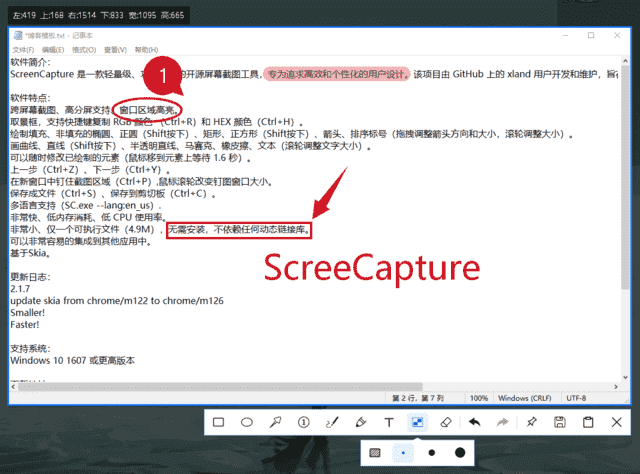 左:419 上:168 右:1514 下:833 宽:1095 高:665
*博客模板.txt - 记事本
文件(F) 编辑(E) 格式(O) 查看(V) 帮助(H)
软件简介:
ScreenCapture 是一款轻量级、的开源屏幕截图工具，专为追求高效和个性化的用户设计。该项目由 GitHub 上的 xland 用户开发和维护，旨在
1
软件特点:
跨屏幕截图、高分屏支持、窗口区域高亮。
取景框，支持快捷键复制 RGB 颜色（Ctrl+R）和 HEX 颜色（Ctrl+H）。
绘制填充、非填充的椭圆、正圆（Shift按下）、矩形、正方形（Shift按下）、箭头、排序标号（拖拽调整箭头方向和大小，滚轮调整大小）。
画曲线、直线（Shift按下）、半透明直线、马塞克、橡皮擦、文本（滚轮调整文字大小）。
可以随时修改已绘制的元素（鼠标移到元素上等待 1.6 秒）。
上一步（Ctrl+Z）、下一步（Ctrl+Y）。
在新窗口中钉住截图区域（Ctrl+P）,鼠标滚轮改变钉图窗口大小。
保存成文件（Ctrl+S）、保存到剪切板（Ctrl+C）。
多语言支持（SC.exe --lang:en_us）.
非常快、低内存消耗、低 CPU 使用率。
非常小、仅一个可执行文件（4.9M），无需安装，不依赖任何动态链接库。
可以非常容易的集成到其他应用中。
基于Skia。
ScreeCapture
更新日志:
2.1.7
update skia from chrome/m122 to chrome/m126
Smaller!
Faster!
支持系统:
Windows 10 1607 或更高版本
第 2 行，第 7 列 100% Windows (CRLF) UTF-8
1 T